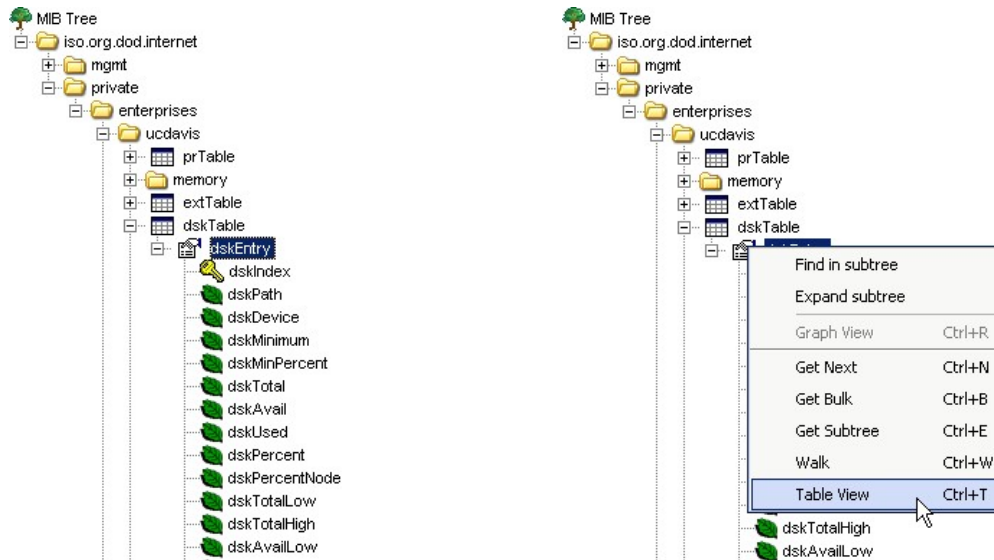 MIB Tree
iso.org.dod.internet
mgmt
private
enterprises
ucdavis
prTable
memory
extTable
dskTable
dskEntry
dskIndex
dskPath
dskDevice
dskMinimum
dskMinPercent
dskTotal
dskAvail
dskUsed
dskPercent
dskPercentNode
dskTotalLow
dskTotalHigh
dskAvailLow
MIB Tree
iso.org.dod.internet
mgmt
private
enterprises
ucdavis
prTable
memory
extTable
dskTable
Find in subtree
Expand subtree
Graph View Ctrl+R
Get Next Ctrl+N
Get Bulk Ctrl+B
Get Subtree Ctrl+E
Walk Ctrl+W
Table View Ctrl+T
dskTotalHigh
dskAvailLow